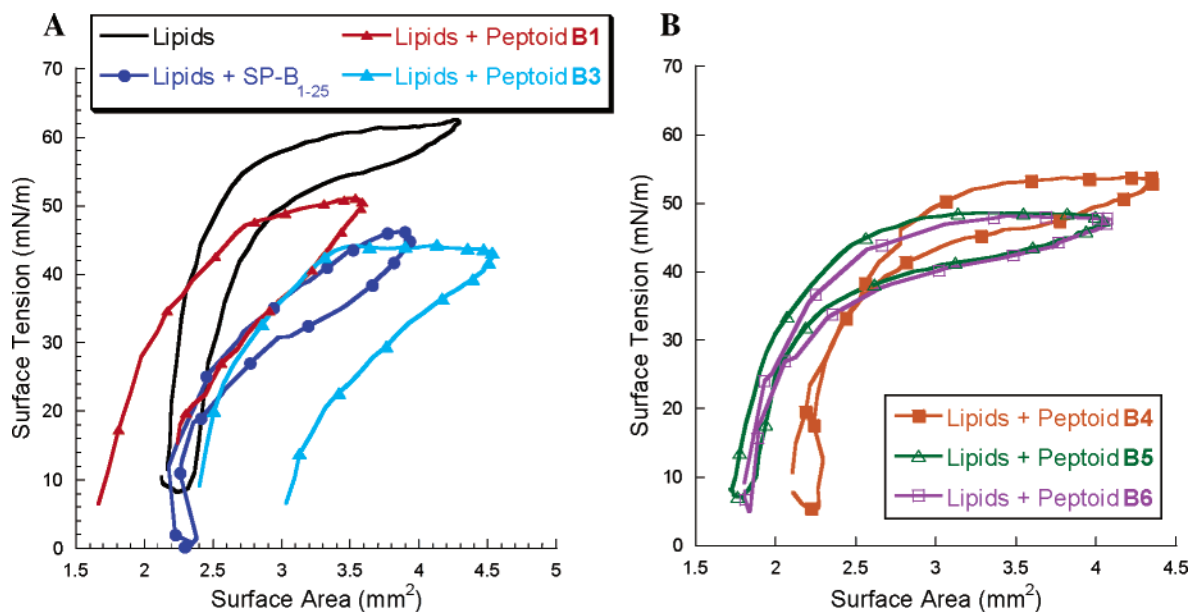 A
Lipids
Lipids + Peptoid B1
Lipids + SP-B1-25
Lipids + Peptoid B3
70
60
50
40
30
20
10
0
Surface Tension (mN/m)
1.5 2 2.5 3 3.5 4 4.5 5
Surface Area (mm2)
B
70
60
50
40
30
20
10
0
Surface Tension (mN/m)
Lipids + Peptoid B4
Lipids + Peptoid B5
Lipids + Peptoid B6
1.5 2 2.5 3 3.5 4 4.5
Surface Area (mm2)